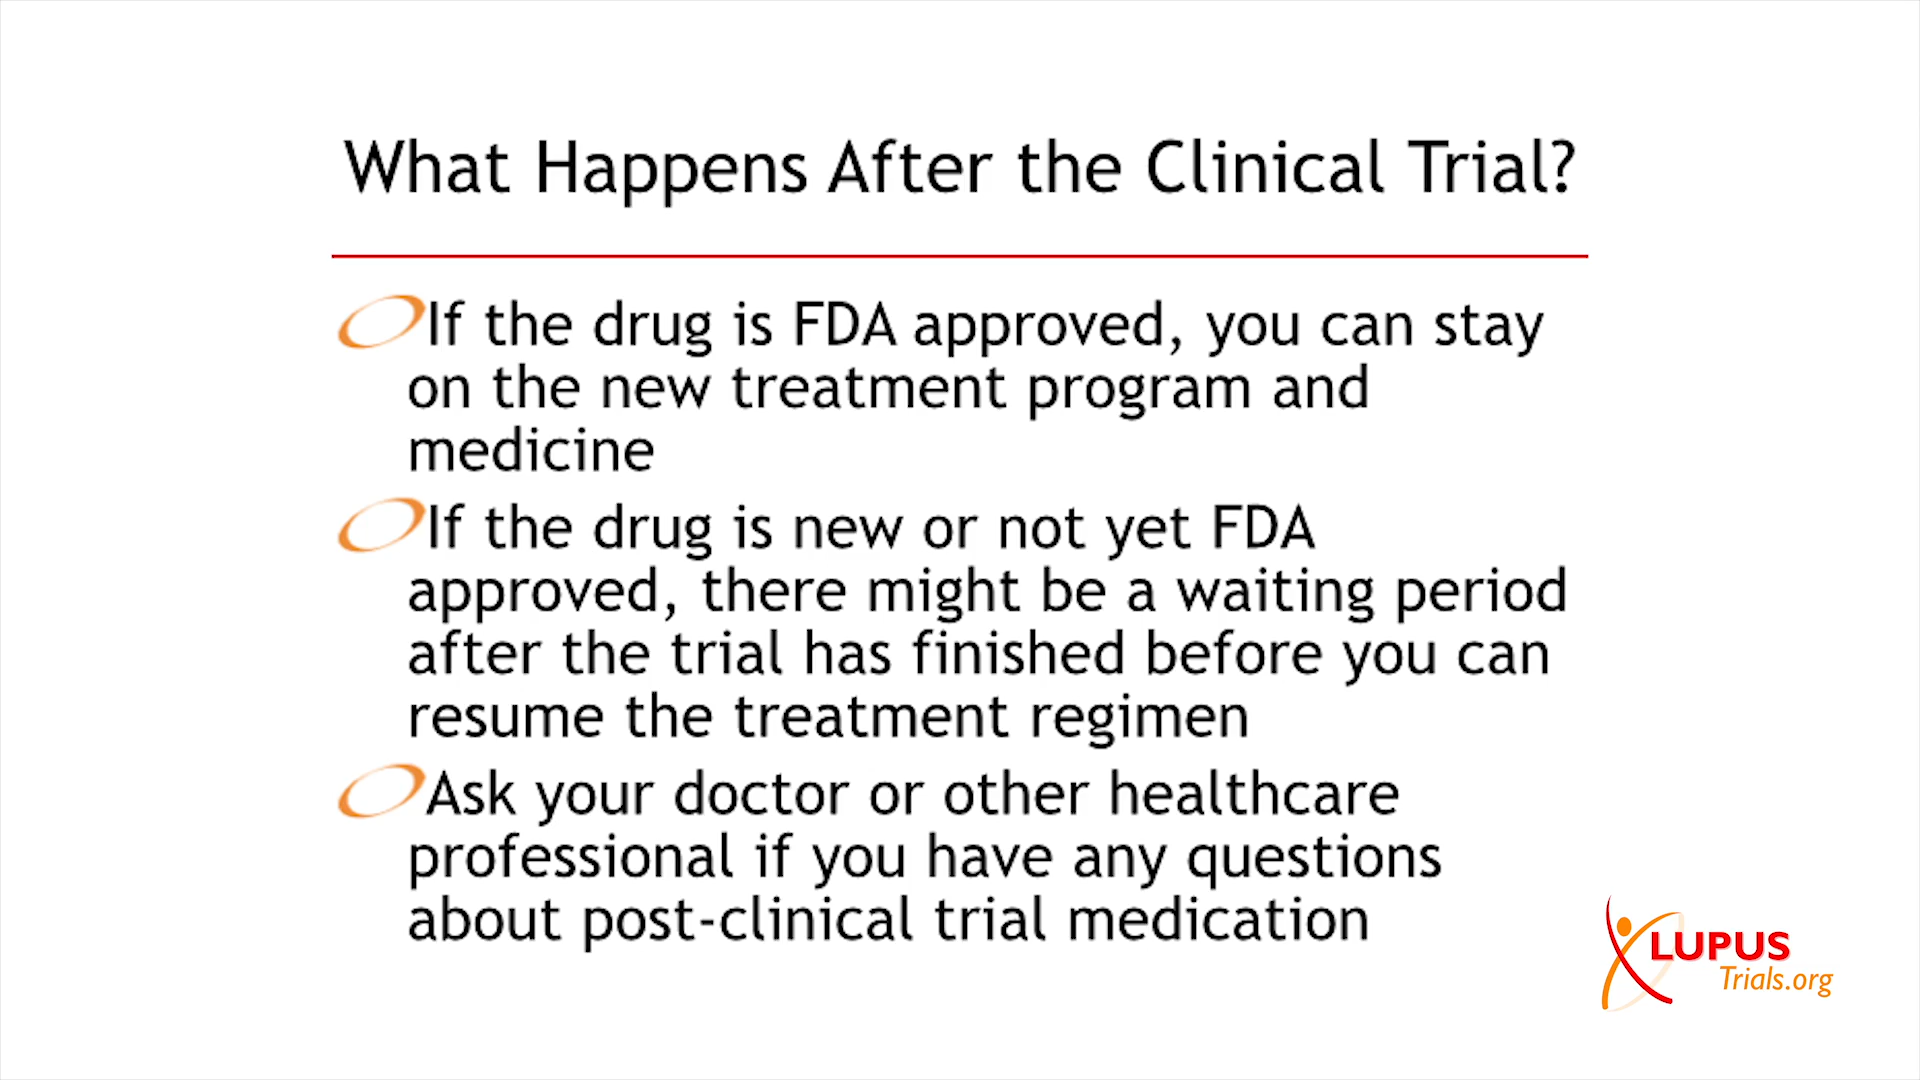 What Happens After the Clinical Trial?
If the drug is FDA approved, you can stay
on the new treatment program and
medicine
If the drug is new or not yet FDA
approved, there might be a waiting period
after the trial has finished before you can
resume the treatment regimen
Ask your doctor or other healthcare
professional if you have any questions
about post-clinical trial medication
LUPUS
Trials.org